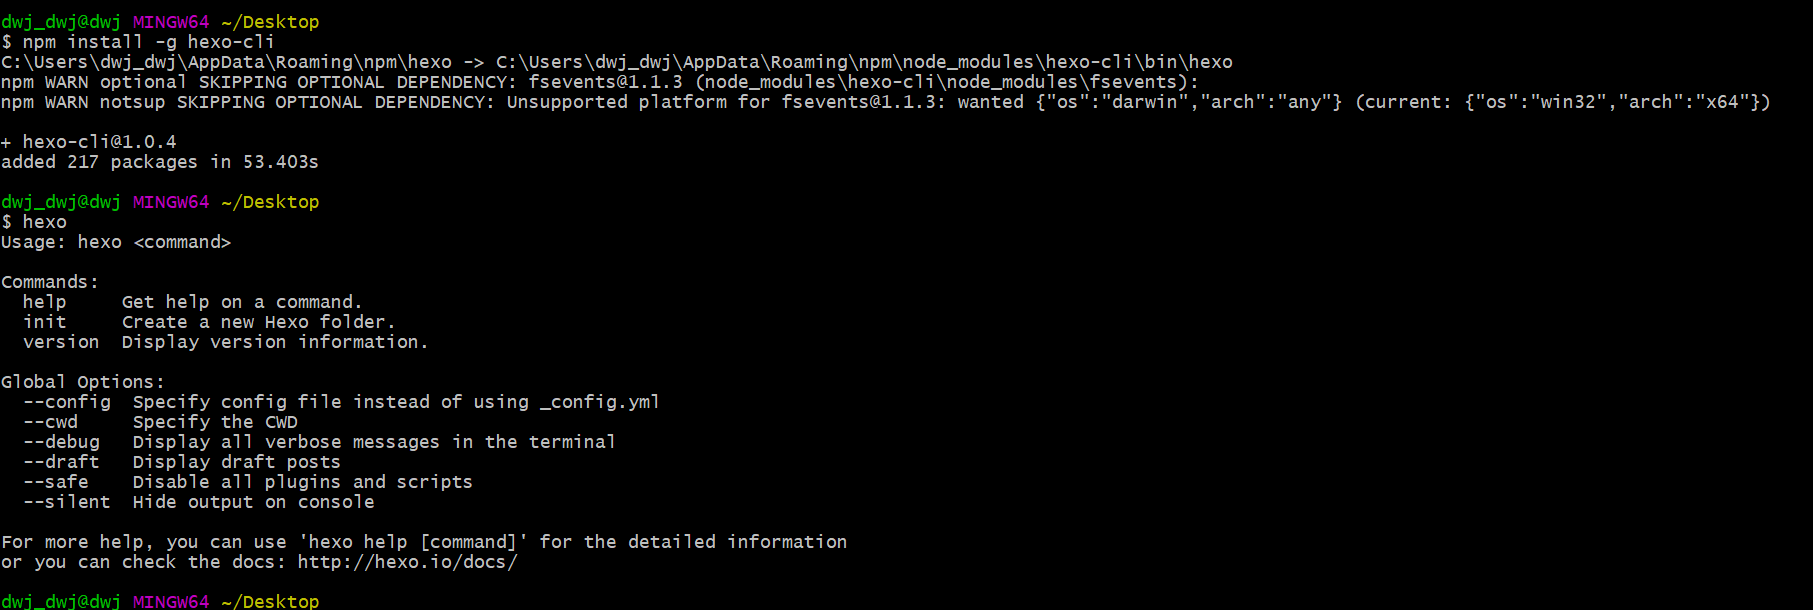 dwj_dwj@dwj MINGW64 ~/Desktop
$ npm install -g hexo-cli
C:\Users\dwj_dwj\AppData\Roaming\npm\hexo -> C:\Users\dwj_dwj\AppData\Roaming\npm\node_modules\hexo-cli\bin\hexo
npm WARN optional SKIPPING OPTIONAL DEPENDENCY: fsevents@1.1.3 (node_modules\hexo-cli\node_modules\fsevents):
npm WARN notsup SKIPPING OPTIONAL DEPENDENCY: Unsupported platform for fsevents@1.1.3: wanted {"os":"darwin","arch":"any"} (current: {"os":"win32","arch":"x64"})
+ hexo-cli@1.0.4
added 217 packages in 53.403s
dwj_dwj@dwj MINGW64 ~/Desktop
$ hexo
Usage: hexo <command>
Commands:
  help     Get help on a command.
  init     Create a new Hexo folder.
  version  Display version information.
Global Options:
  --config  Specify config file instead of using _config.yml
  --cwd     Specify the CWD
  --debug   Display all verbose messages in the terminal
  --draft   Display draft posts
  --safe    Disable all plugins and scripts
  --silent  Hide output on console
For more help, you can use 'hexo help [command]' for the detailed information
or you can check the docs: http://hexo.io/docs/
dwj_dwj@dwj MINGW64 ~/Desktop